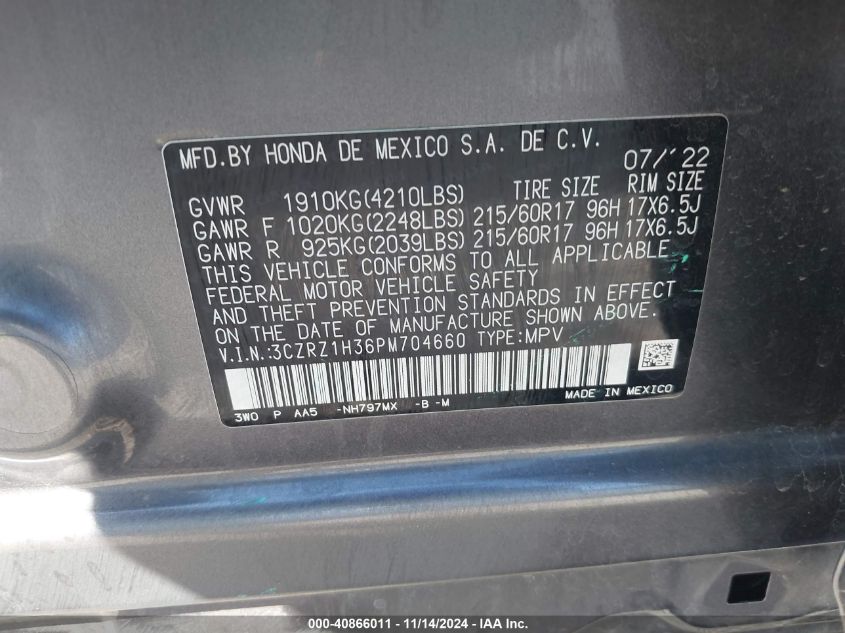 MFD.BY HONDA DE MEXICO S.A. DE C.V. 07/'22
GVWR 1910KG(4210LBS) TIRE SIZE RIM SIZE
GAWR F 1020KG(2248LBS) 215/60R17 96H 17X6.5J
GAWR R 925KG(2039LBS) 215/60R17 96H 17X6.5J
THIS VEHICLE CONFORMS TO ALL APPLICABLE
FEDERAL MOTOR VEHICLE SAFETY
AND THEFT PREVENTION STANDARDS IN EFFECT
ON THE DATE OF MANUFACTURE SHOWN ABOVE.
V.I.N.:3CZRZ1H36PM704660 TYPE:MPV
3W0 P AA5 -NH797MX -B -M MADE IN MEXICO
000-40866011 - 11/14/2024 - IAA Inc.